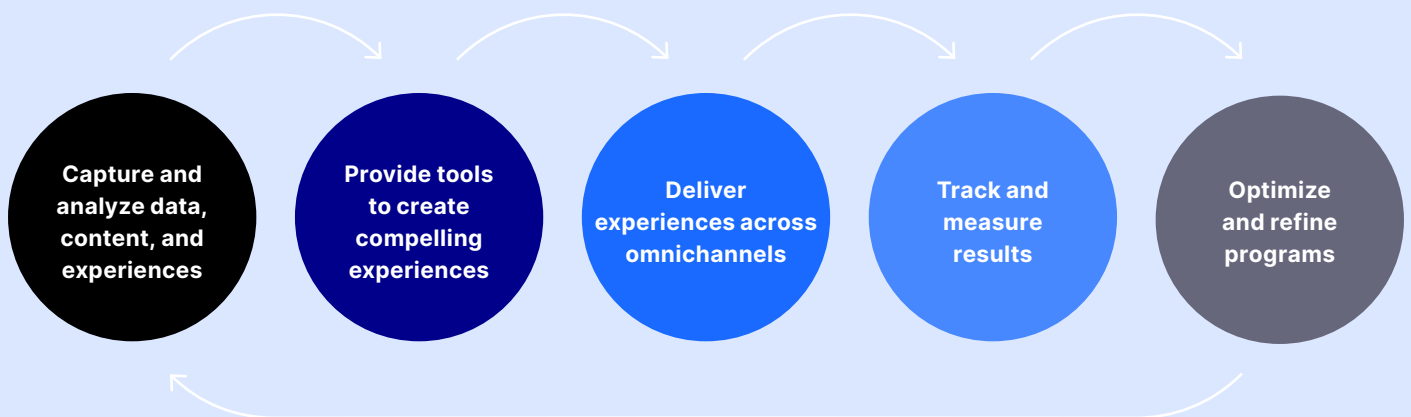 Capture and
analyze data,
content, and
experiences
Provide tools
to create
compelling
experiences
Deliver
experiences across
omnichannels
Track and
measure
results
Optimize
and refine
programs